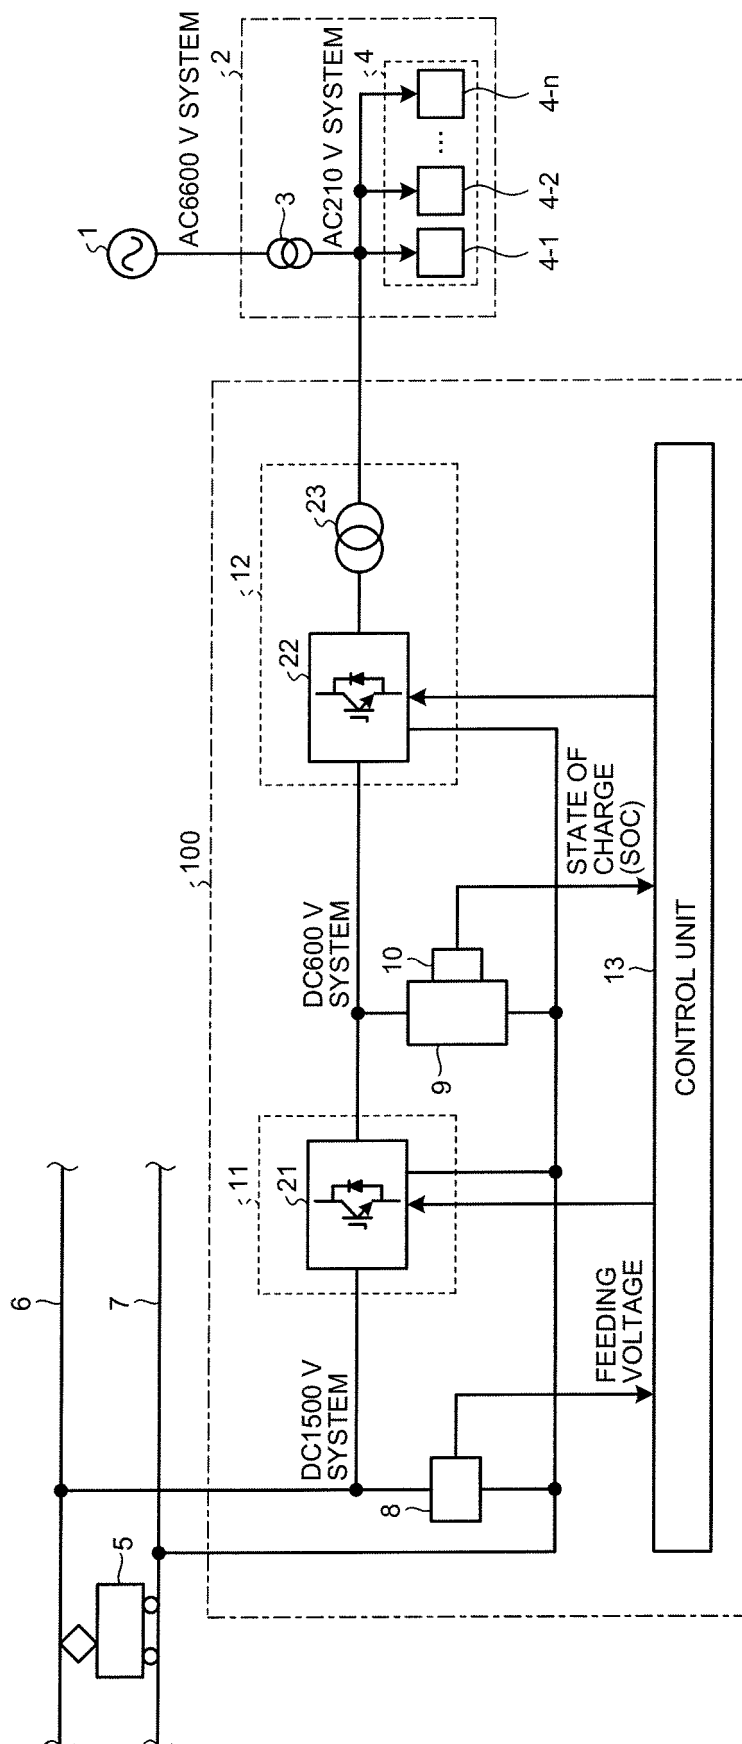 1
AC6600 V SYSTEM
2
3
AC210 V SYSTEM
4
4-1
4-2
...
4-n
6
7
5
100
DC1500 V
SYSTEM
8
FEEDING
VOLTAGE
11
21
DC600 V
SYSTEM
9
10
STATE OF
CHARGE
(SOC)
12
22
23
13
CONTROL UNIT